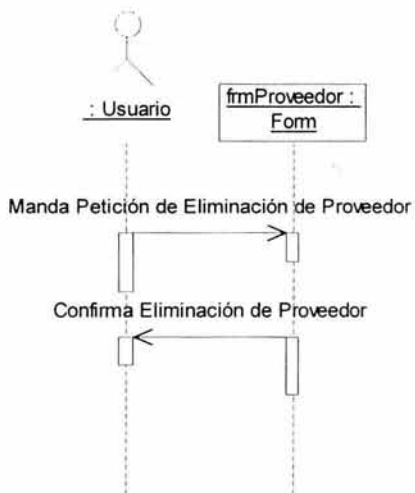 : Usuario
frmProveedor :
Form
Manda Petición de Eliminación de Proveedor
Confirma Eliminación de Proveedor